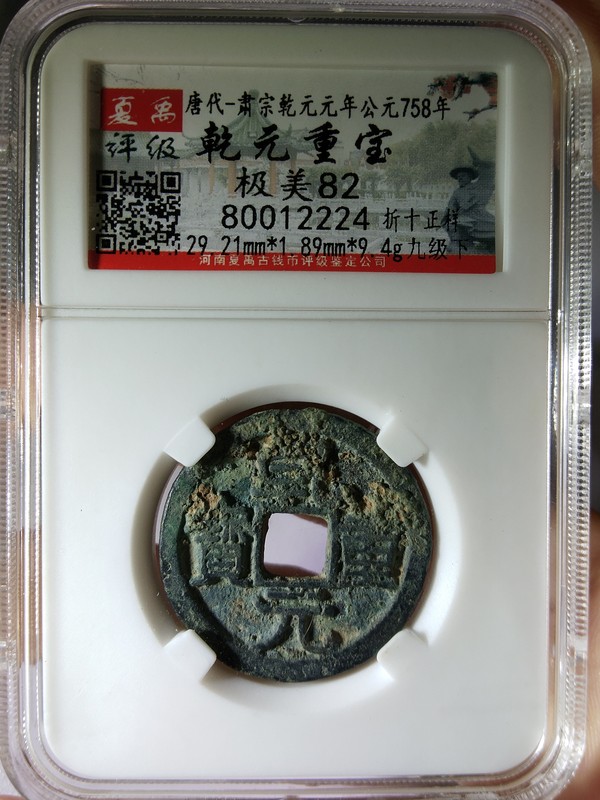 夏禹
评级
唐代-肃宗乾元元年公元758年
乾元重宝
极美82
80012224 折十正样
29.21mm*1.89mm*9.4g九级下
河南夏禹古钱币评级鉴定公司
乾
元
重
寶